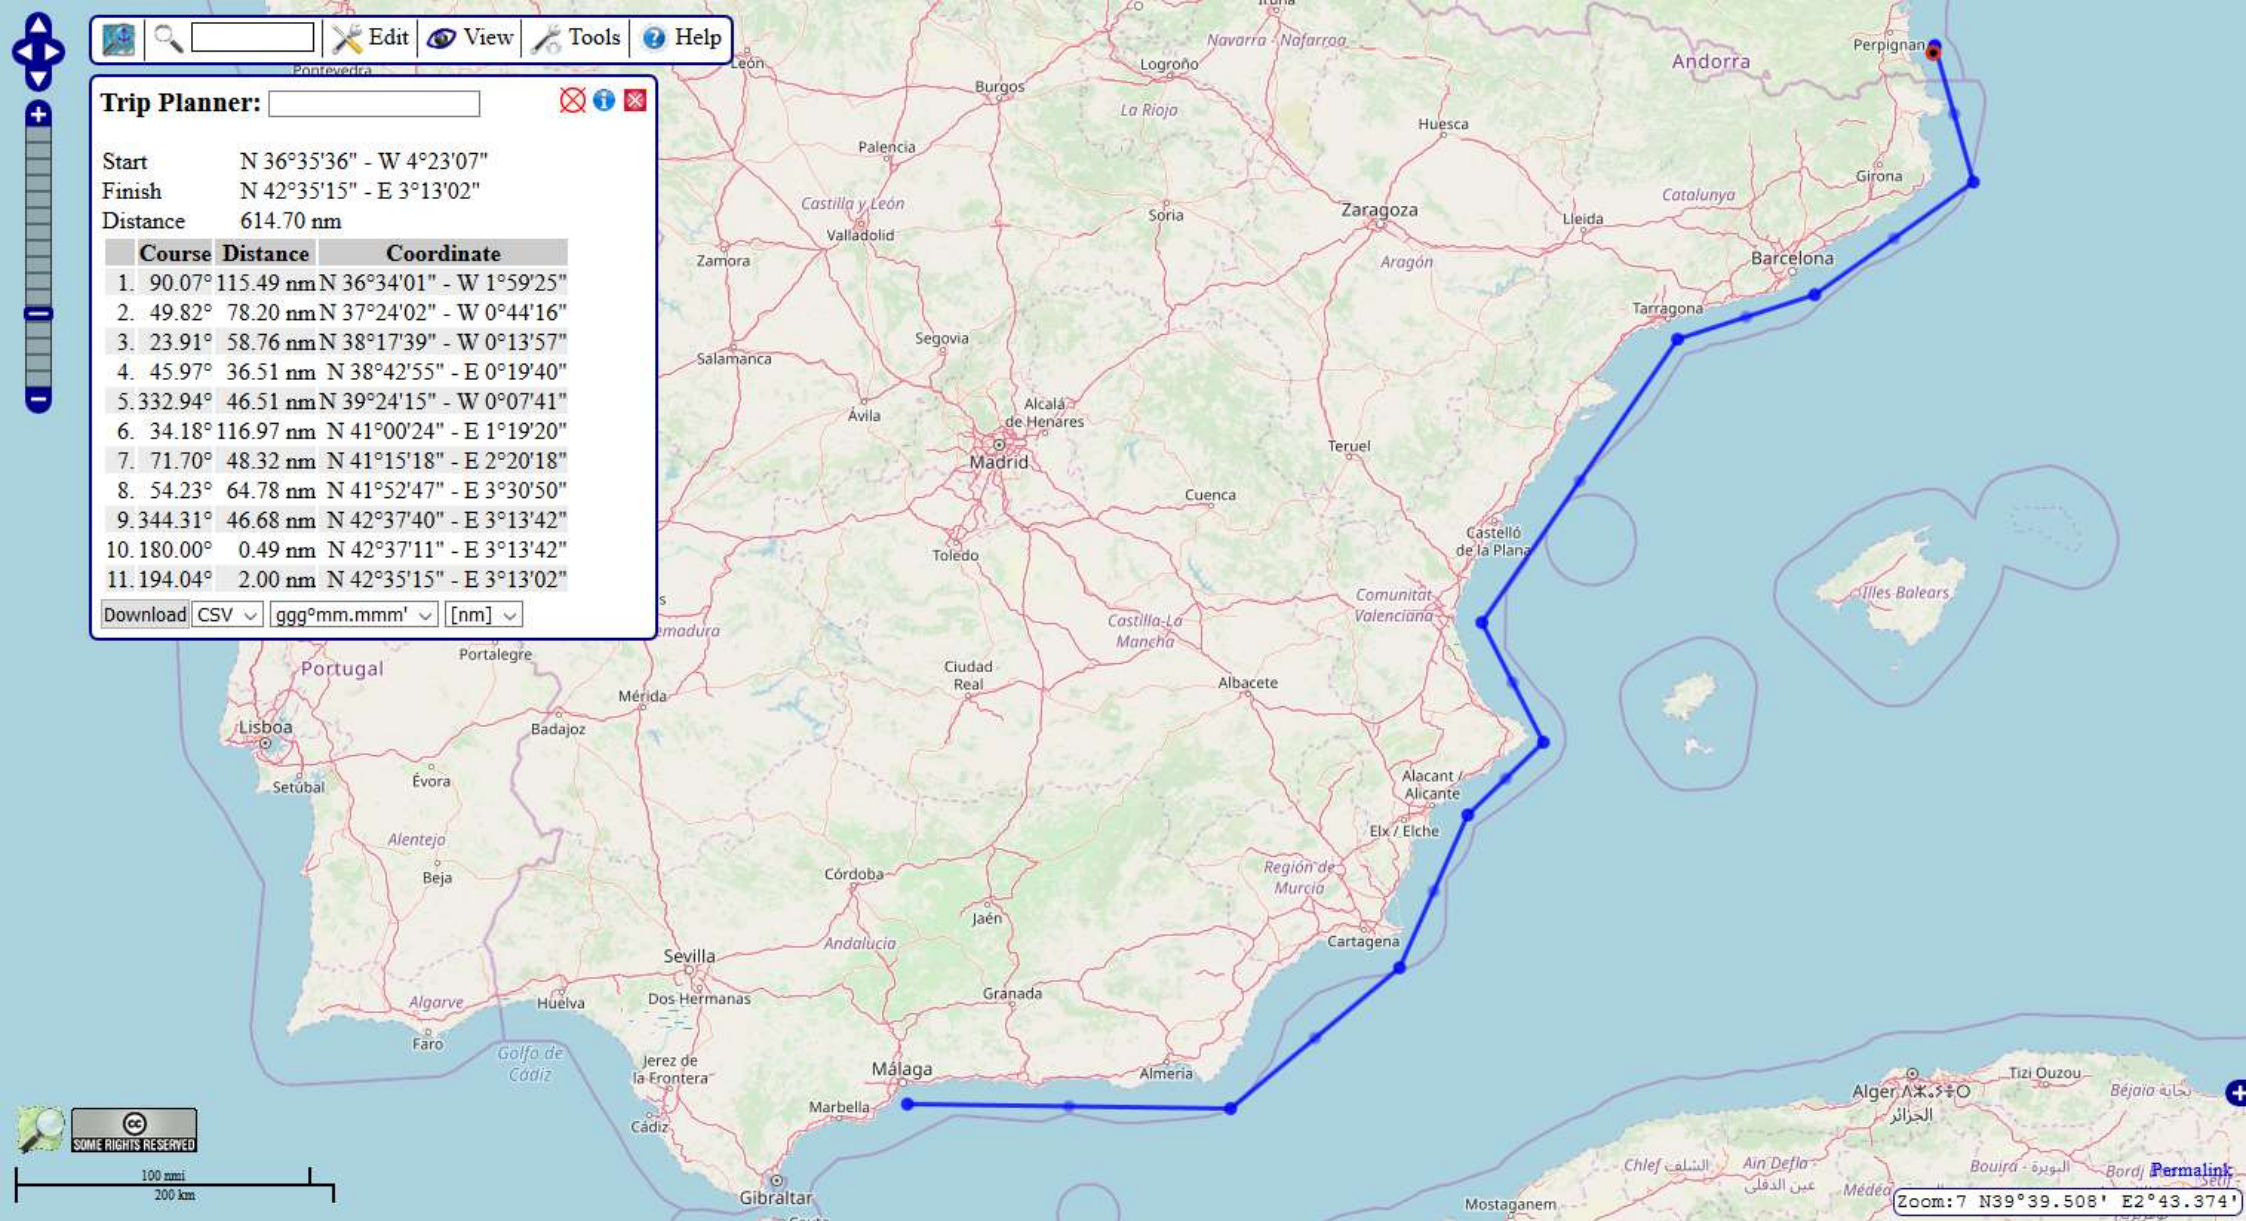 Edit View Tools Help
Trip Planner:
Start N 36°35'36" - W 4°23'07"
Finish N 42°35'15" - E 3°13'02"
Distance 614.70 nm
Course Distance Coordinate
1. 90.07° 115.49 nm N 36°34'01" - W 1°59'25"
2. 49.82° 78.20 nm N 37°24'02" - W 0°44'16"
3. 23.91° 58.76 nm N 38°17'39" - W 0°13'57"
4. 45.97° 36.51 nm N 38°42'55" - E 0°19'40"
5. 332.94° 46.51 nm N 39°24'15" - W 0°07'41"
6. 34.18° 116.97 nm N 41°00'24" - E 1°19'20"
7. 71.70° 48.32 nm N 41°15'18" - E 2°20'18"
8. 54.23° 64.78 nm N 41°52'47" - E 3°30'50"
9. 344.31° 46.68 nm N 42°37'40" - E 3°13'42"
10. 180.00° 0.49 nm N 42°37'11" - E 3°13'42"
11. 194.04° 2.00 nm N 42°35'15" - E 3°13'02"
Download CSV ggg°mm.mmm' [nm]
Pontevedra
León
Navarra - Nafarroa
Logroño
Burgos
La Rioja
Andorra
Perpignan
Huesca
Palencia
Girona
Castilla y León
Soria
Zaragoza
Lleida
Catalunya
Valladolid
Zamora
Aragón
Barcelona
Tarragona
Segovia
Salamanca
Ávila
Alcalá
de Henares
Madrid
Teruel
Cuenca
Toledo
Castelló
de la Plana
Comunitat
Valenciana
Illes Balears
Castilla-La
Mancha
emadura
Portugal
Portalegre
Ciudad
Real
Albacete
Mérida
Lisboa
Badajoz
Setúbal
Évora
Alacant /
Alicante
Elx / Elche
Alentejo
Beja
Córdoba
Región de
Murcia
Jaén
Andalucía
Cartagena
Sevilla
Algarve
Huelva
Dos Hermanas
Granada
Faro
Golfo de
Cádiz
Jerez de
la Frontera
Málaga
Almería
Marbella
Cádiz
Gibraltar
Alger ⴷⵣⴰⵢⴻⵔ
الجزائر
Tizi Ouzou
Béjaïa بجاية
Chlef الشلف
Aïn Defla
عين الدفلى
Bouira - البويرة
Bordj
Médéa
Mostaganem
SOME RIGHTS RESERVED
100 nmi
200 km
Permalink
Zoom:7 N39°39.508' E2°43.374'